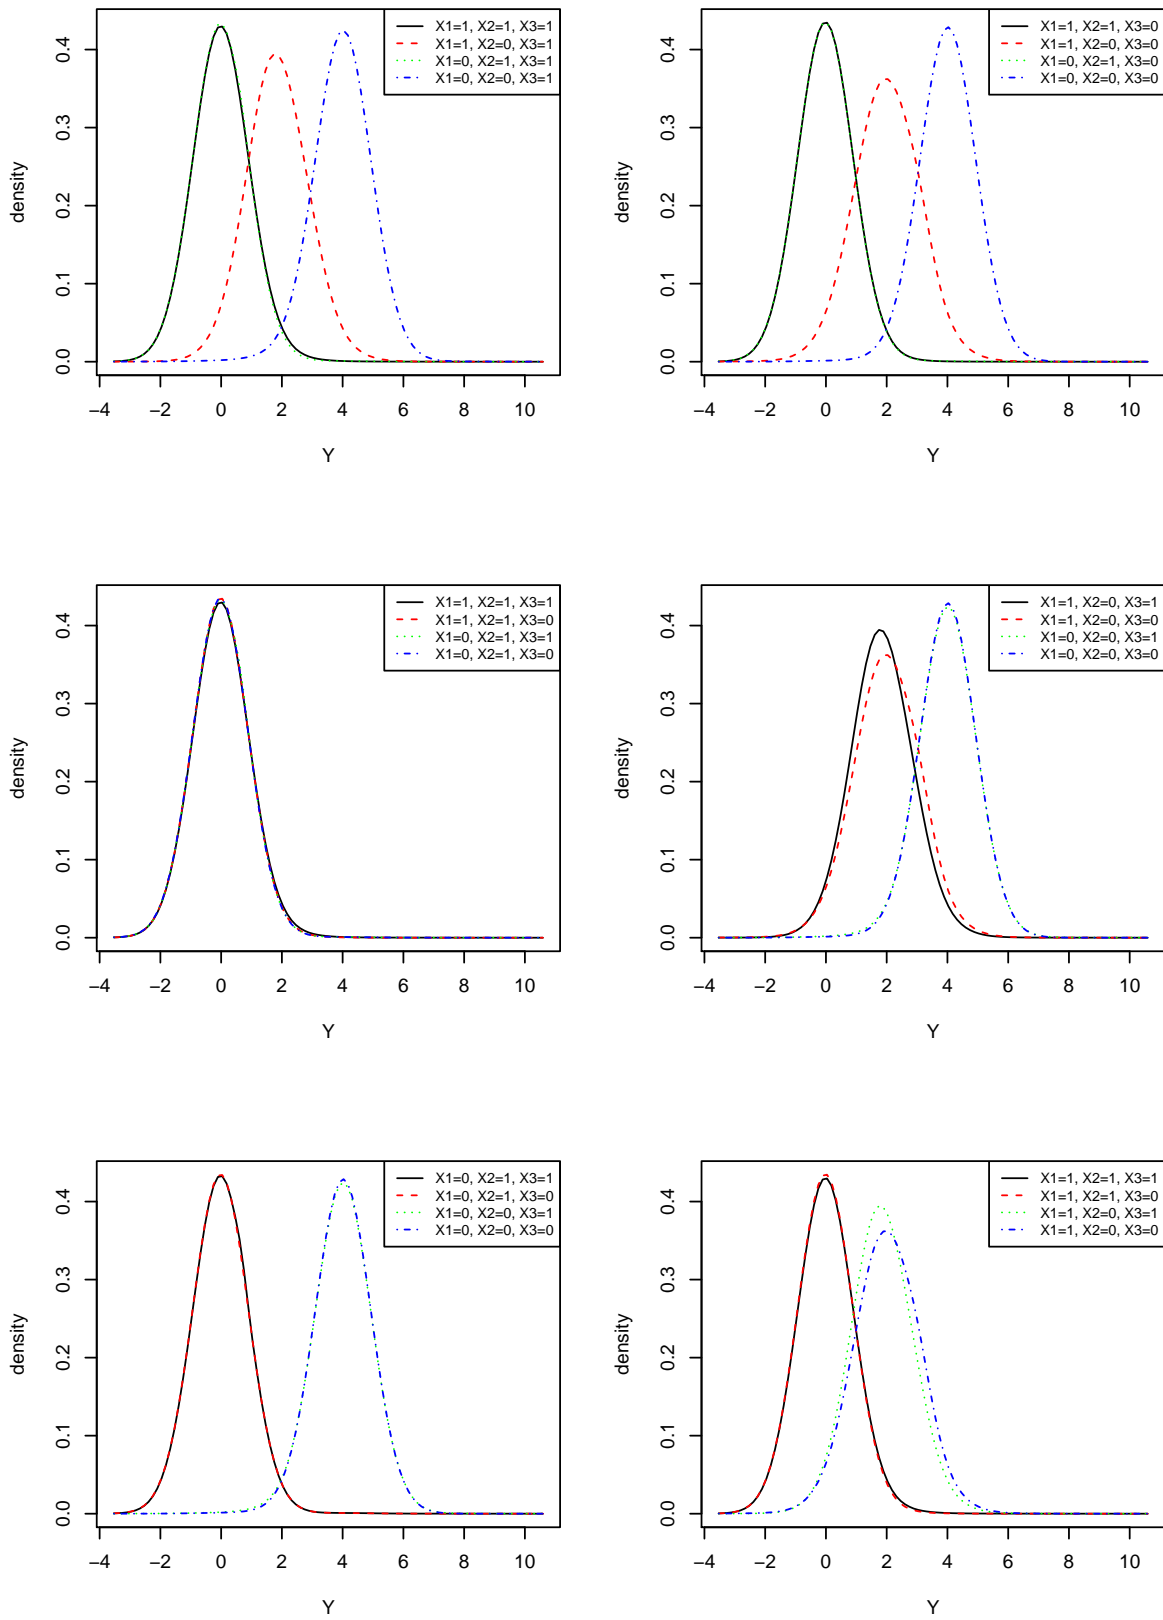 X1=1, X2=1, X3=1
X1=1, X2=0, X3=1
X1=0, X2=1, X3=1
X1=0, X2=0, X3=1
density
0.0 0.1 0.2 0.3 0.4
−4 −2 0 2 4 6 8 10
Y
X1=1, X2=1, X3=0
X1=1, X2=0, X3=0
X1=0, X2=1, X3=0
X1=0, X2=0, X3=0
density
0.0 0.1 0.2 0.3 0.4
−4 −2 0 2 4 6 8 10
Y
X1=1, X2=1, X3=1
X1=1, X2=1, X3=0
X1=0, X2=1, X3=1
X1=0, X2=1, X3=0
density
0.0 0.1 0.2 0.3 0.4
−4 −2 0 2 4 6 8 10
Y
X1=1, X2=0, X3=1
X1=1, X2=0, X3=0
X1=0, X2=0, X3=1
X1=0, X2=0, X3=0
density
0.0 0.1 0.2 0.3 0.4
−4 −2 0 2 4 6 8 10
Y
X1=0, X2=1, X3=1
X1=0, X2=1, X3=0
X1=0, X2=0, X3=1
X1=0, X2=0, X3=0
density
0.0 0.1 0.2 0.3 0.4
−4 −2 0 2 4 6 8 10
Y
X1=1, X2=1, X3=1
X1=1, X2=1, X3=0
X1=1, X2=0, X3=1
X1=1, X2=0, X3=0
density
0.0 0.1 0.2 0.3 0.4
−4 −2 0 2 4 6 8 10
Y